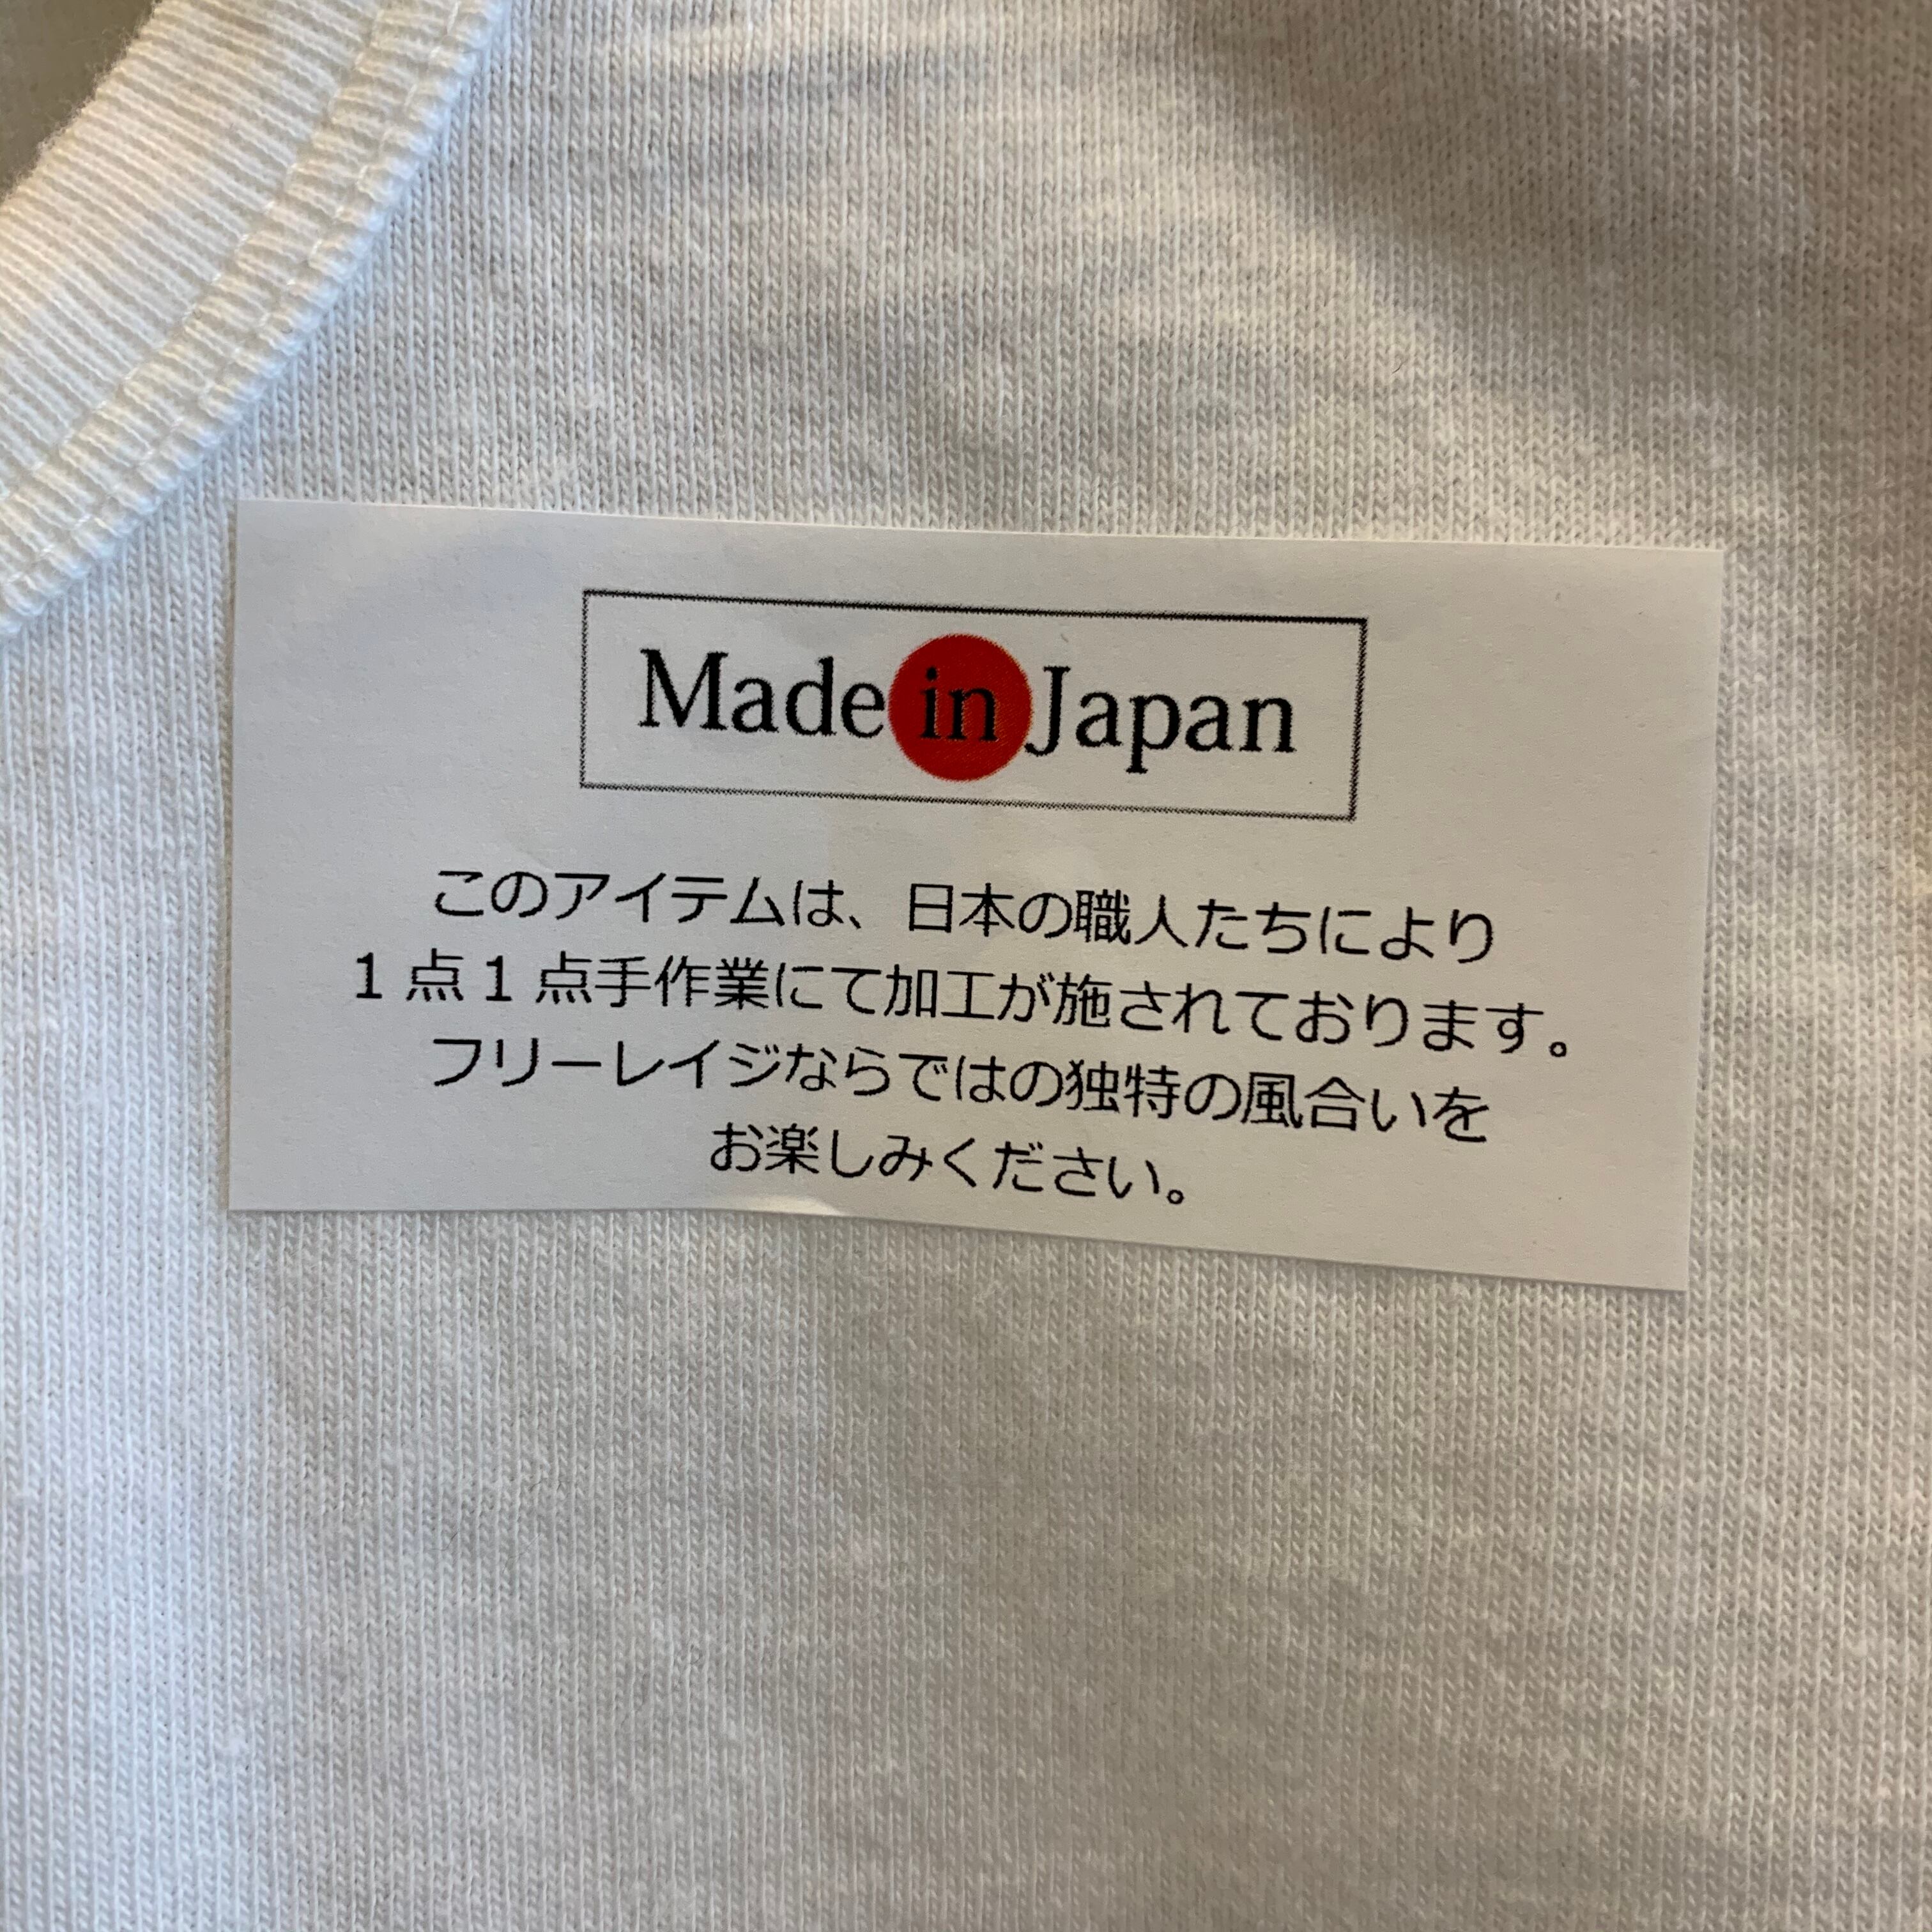 Made in Japan
このアイテムは、日本の職人たちにより
1点1点手作業にて加工が施されております。
フリーレイジならではの独特の風合いを
お楽しみください。